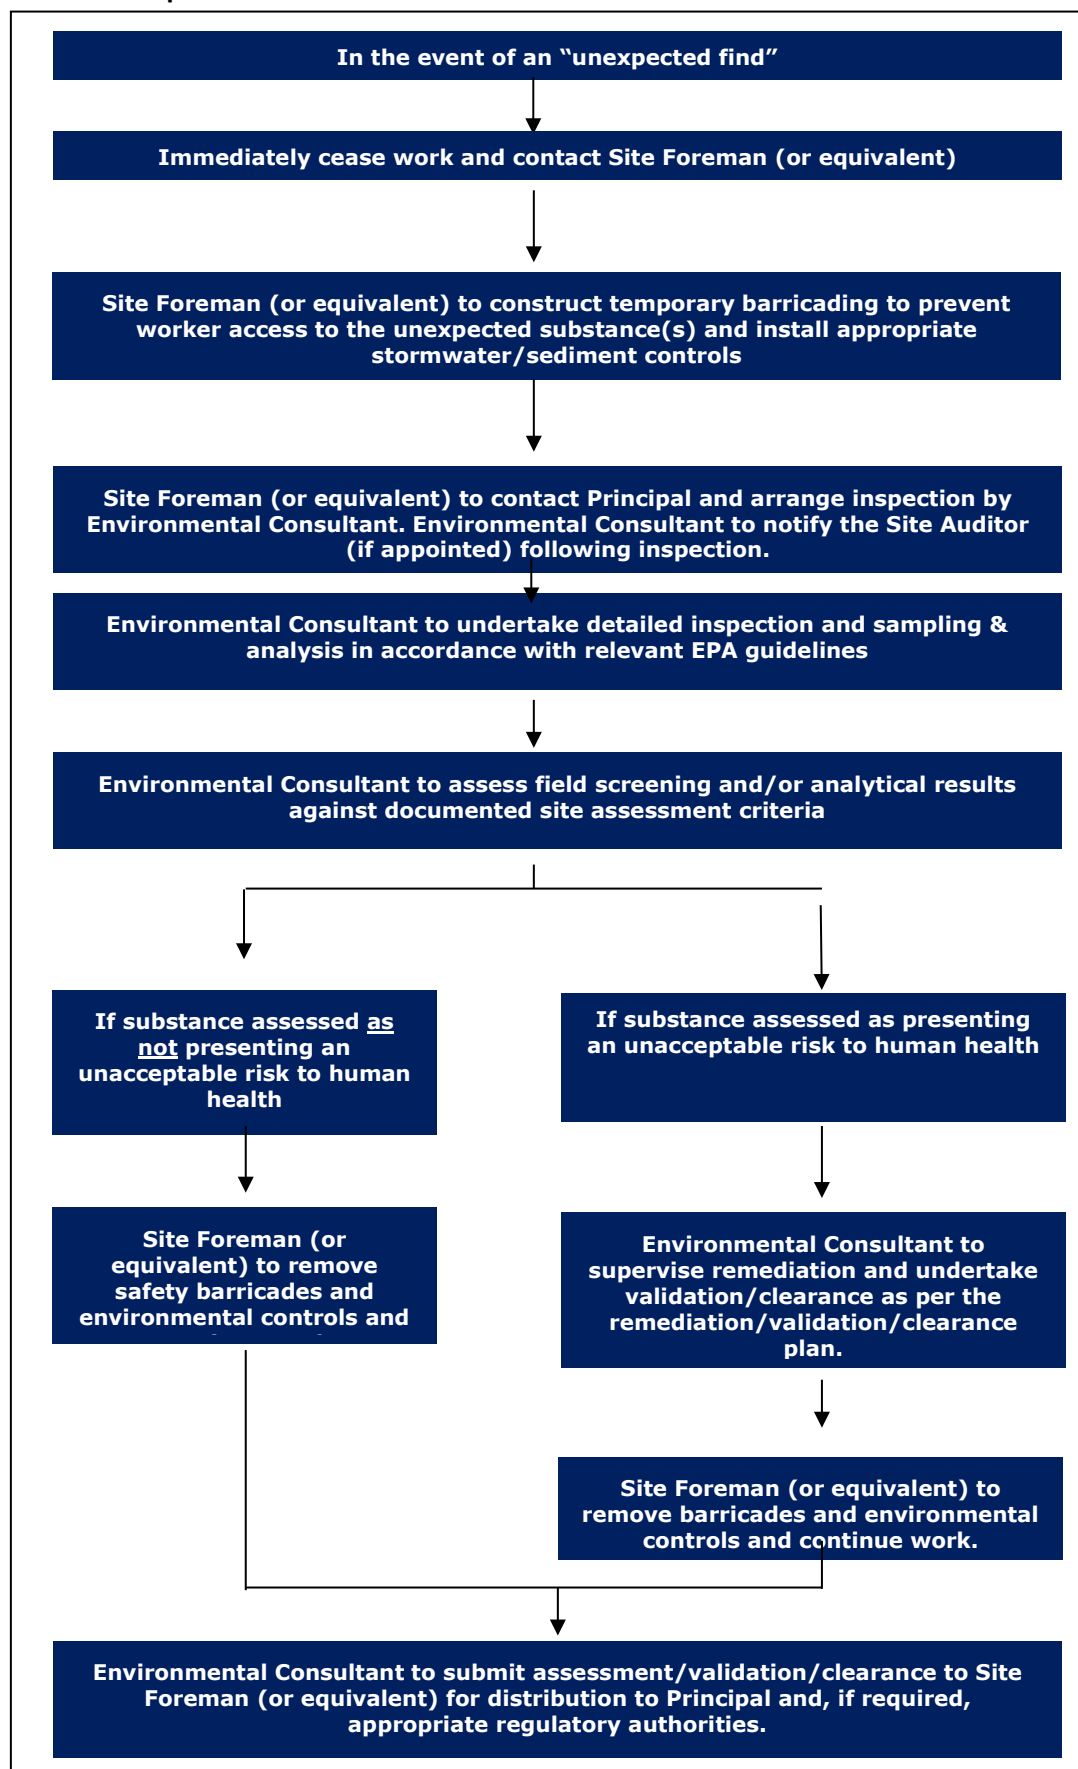 In the event of an “unexpected find”
Immediately cease work and contact Site Foreman (or equivalent)
Site Foreman (or equivalent) to construct temporary barricading to prevent
worker access to the unexpected substance(s) and install appropriate
stormwater/sediment controls
Site Foreman (or equivalent) to contact Principal and arrange inspection by
Environmental Consultant. Environmental Consultant to notify the Site Auditor
(if appointed) following inspection.
Environmental Consultant to undertake detailed inspection and sampling &
analysis in accordance with relevant EPA guidelines
Environmental Consultant to assess field screening and/or analytical results
against documented site assessment criteria
If substance assessed as
not presenting an
unacceptable risk to human
health
If substance assessed as presenting
an unacceptable risk to human health
Site Foreman (or
equivalent) to remove
safety barricades and
environmental controls and
Environmental Consultant to
supervise remediation and undertake
validation/clearance as per the
remediation/validation/clearance
plan.
Site Foreman (or equivalent) to
remove barricades and environmental
controls and continue work.
Environmental Consultant to submit assessment/validation/clearance to Site
Foreman (or equivalent) for distribution to Principal and, if required,
appropriate regulatory authorities.